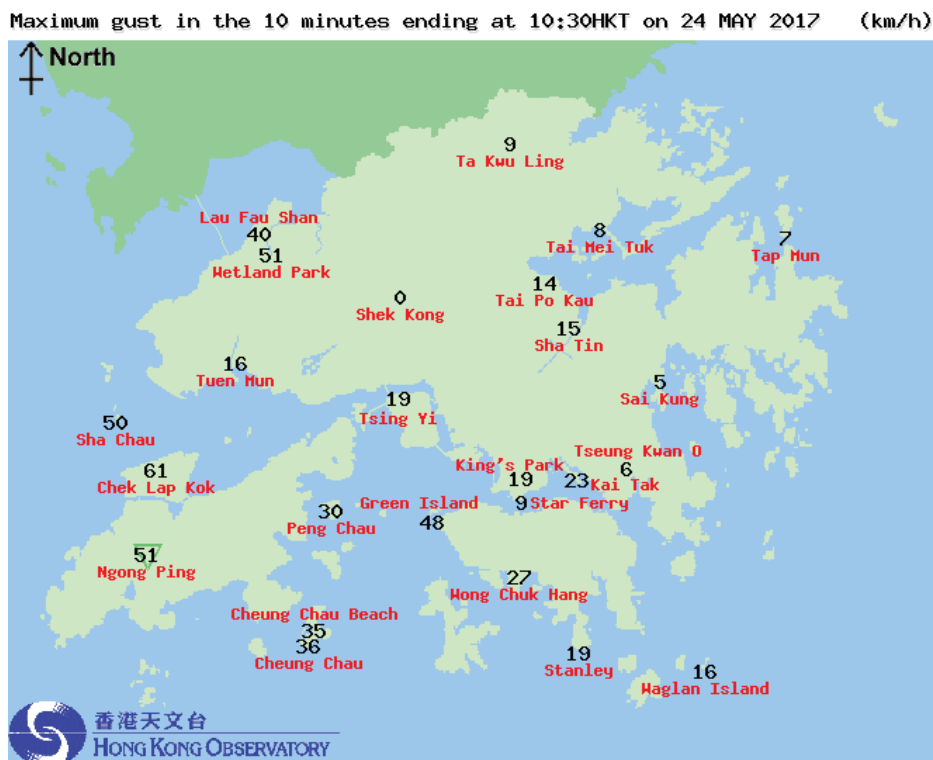 Maximum gust in the 10 minutes ending at 10:30HKT on 24 MAY 2017 (km/h)
North
9
Ta Kwu Ling
Lau Fau Shan
40
51
Wetland Park
8
Tai Mei Tuk
7
Tap Mun
0
Shek Kong
14
Tai Po Kau
15
Sha Tin
16
Tuen Mun
19
Tsing Yi
5
Sai Kung
50
Sha Chau
61
Chek Lap Kok
King's Park
19
Tseung Kwan O
6
23
Kai Tak
9 Star Ferry
Green Island
48
30
Peng Chau
51
Ngong Ping
27
Wong Chuk Hang
Cheung Chau Beach
35
36
Cheung Chau
19
Stanley
16
Waglan Island
香港天文台
HONG KONG OBSERVATORY